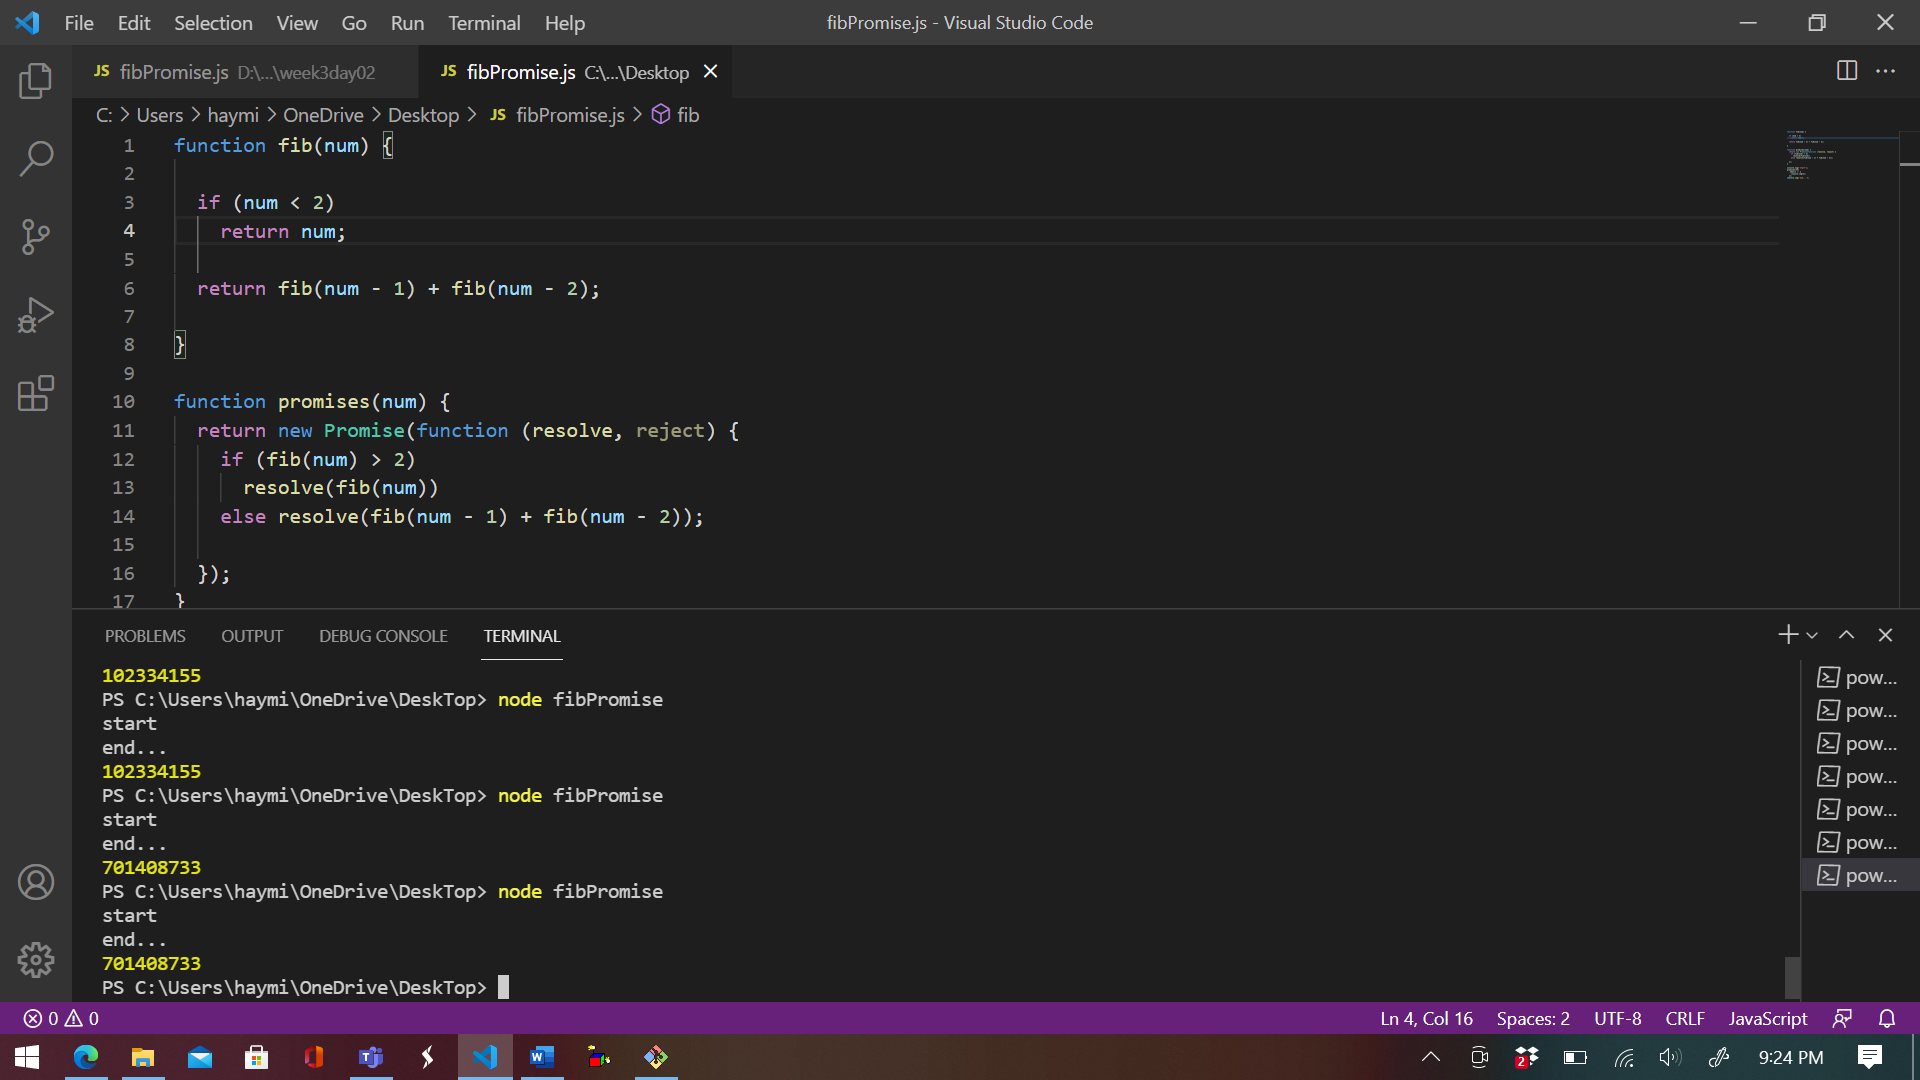 File Edit Selection View Go Run Terminal Help fibPromise.js - Visual Studio Code
JS fibPromise.js D:\...\week3day02 JS fibPromise.js C:\...\Desktop
C: > Users > haymi > OneDrive > Desktop > JS fibPromise.js > fib
1 function fib(num) {
2
3 if (num < 2)
4 return num;
5
6 return fib(num - 1) + fib(num - 2);
7
8 }
9
10 function promises(num) {
11 return new Promise(function (resolve, reject) {
12 if (fib(num) > 2)
13 resolve(fib(num))
14 else resolve(fib(num - 1) + fib(num - 2));
15
16 });
17 }
PROBLEMS OUTPUT DEBUG CONSOLE TERMINAL
102334155
PS C:\Users\haymi\OneDrive\DeskTop> node fibPromise
start
end...
102334155
PS C:\Users\haymi\OneDrive\DeskTop> node fibPromise
start
end...
701408733
PS C:\Users\haymi\OneDrive\DeskTop> node fibPromise
start
end...
701408733
PS C:\Users\haymi\OneDrive\DeskTop>
pow...
pow...
pow...
pow...
pow...
pow...
pow...
0 0 Ln 4, Col 16 Spaces: 2 UTF-8 CRLF JavaScript
2 9:24 PM